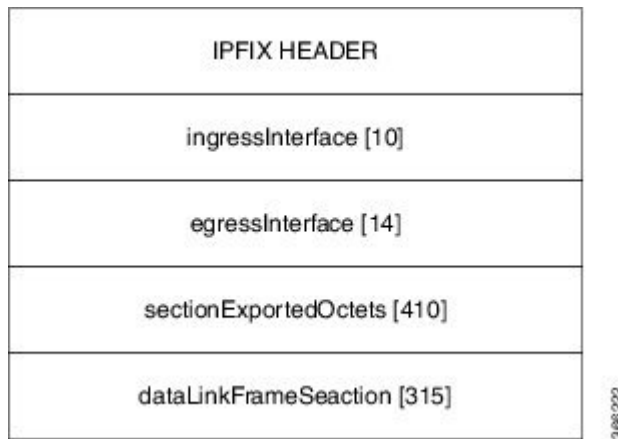 IPFIX HEADER
ingressInterface [10]
egressInterface [14]
sectionExportedOctets [410]
dataLinkFrameSeaction [315]